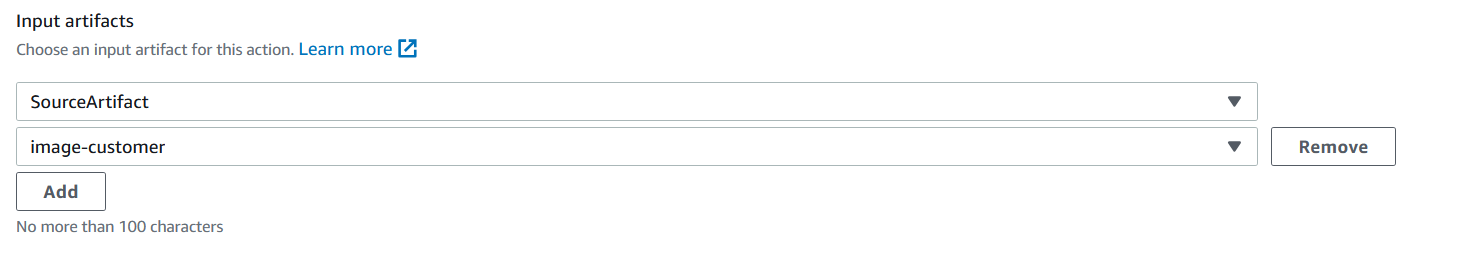 Input artifacts
Choose an input artifact for this action. Learn more
SourceArtifact
image-customer
Remove
Add
No more than 100 characters